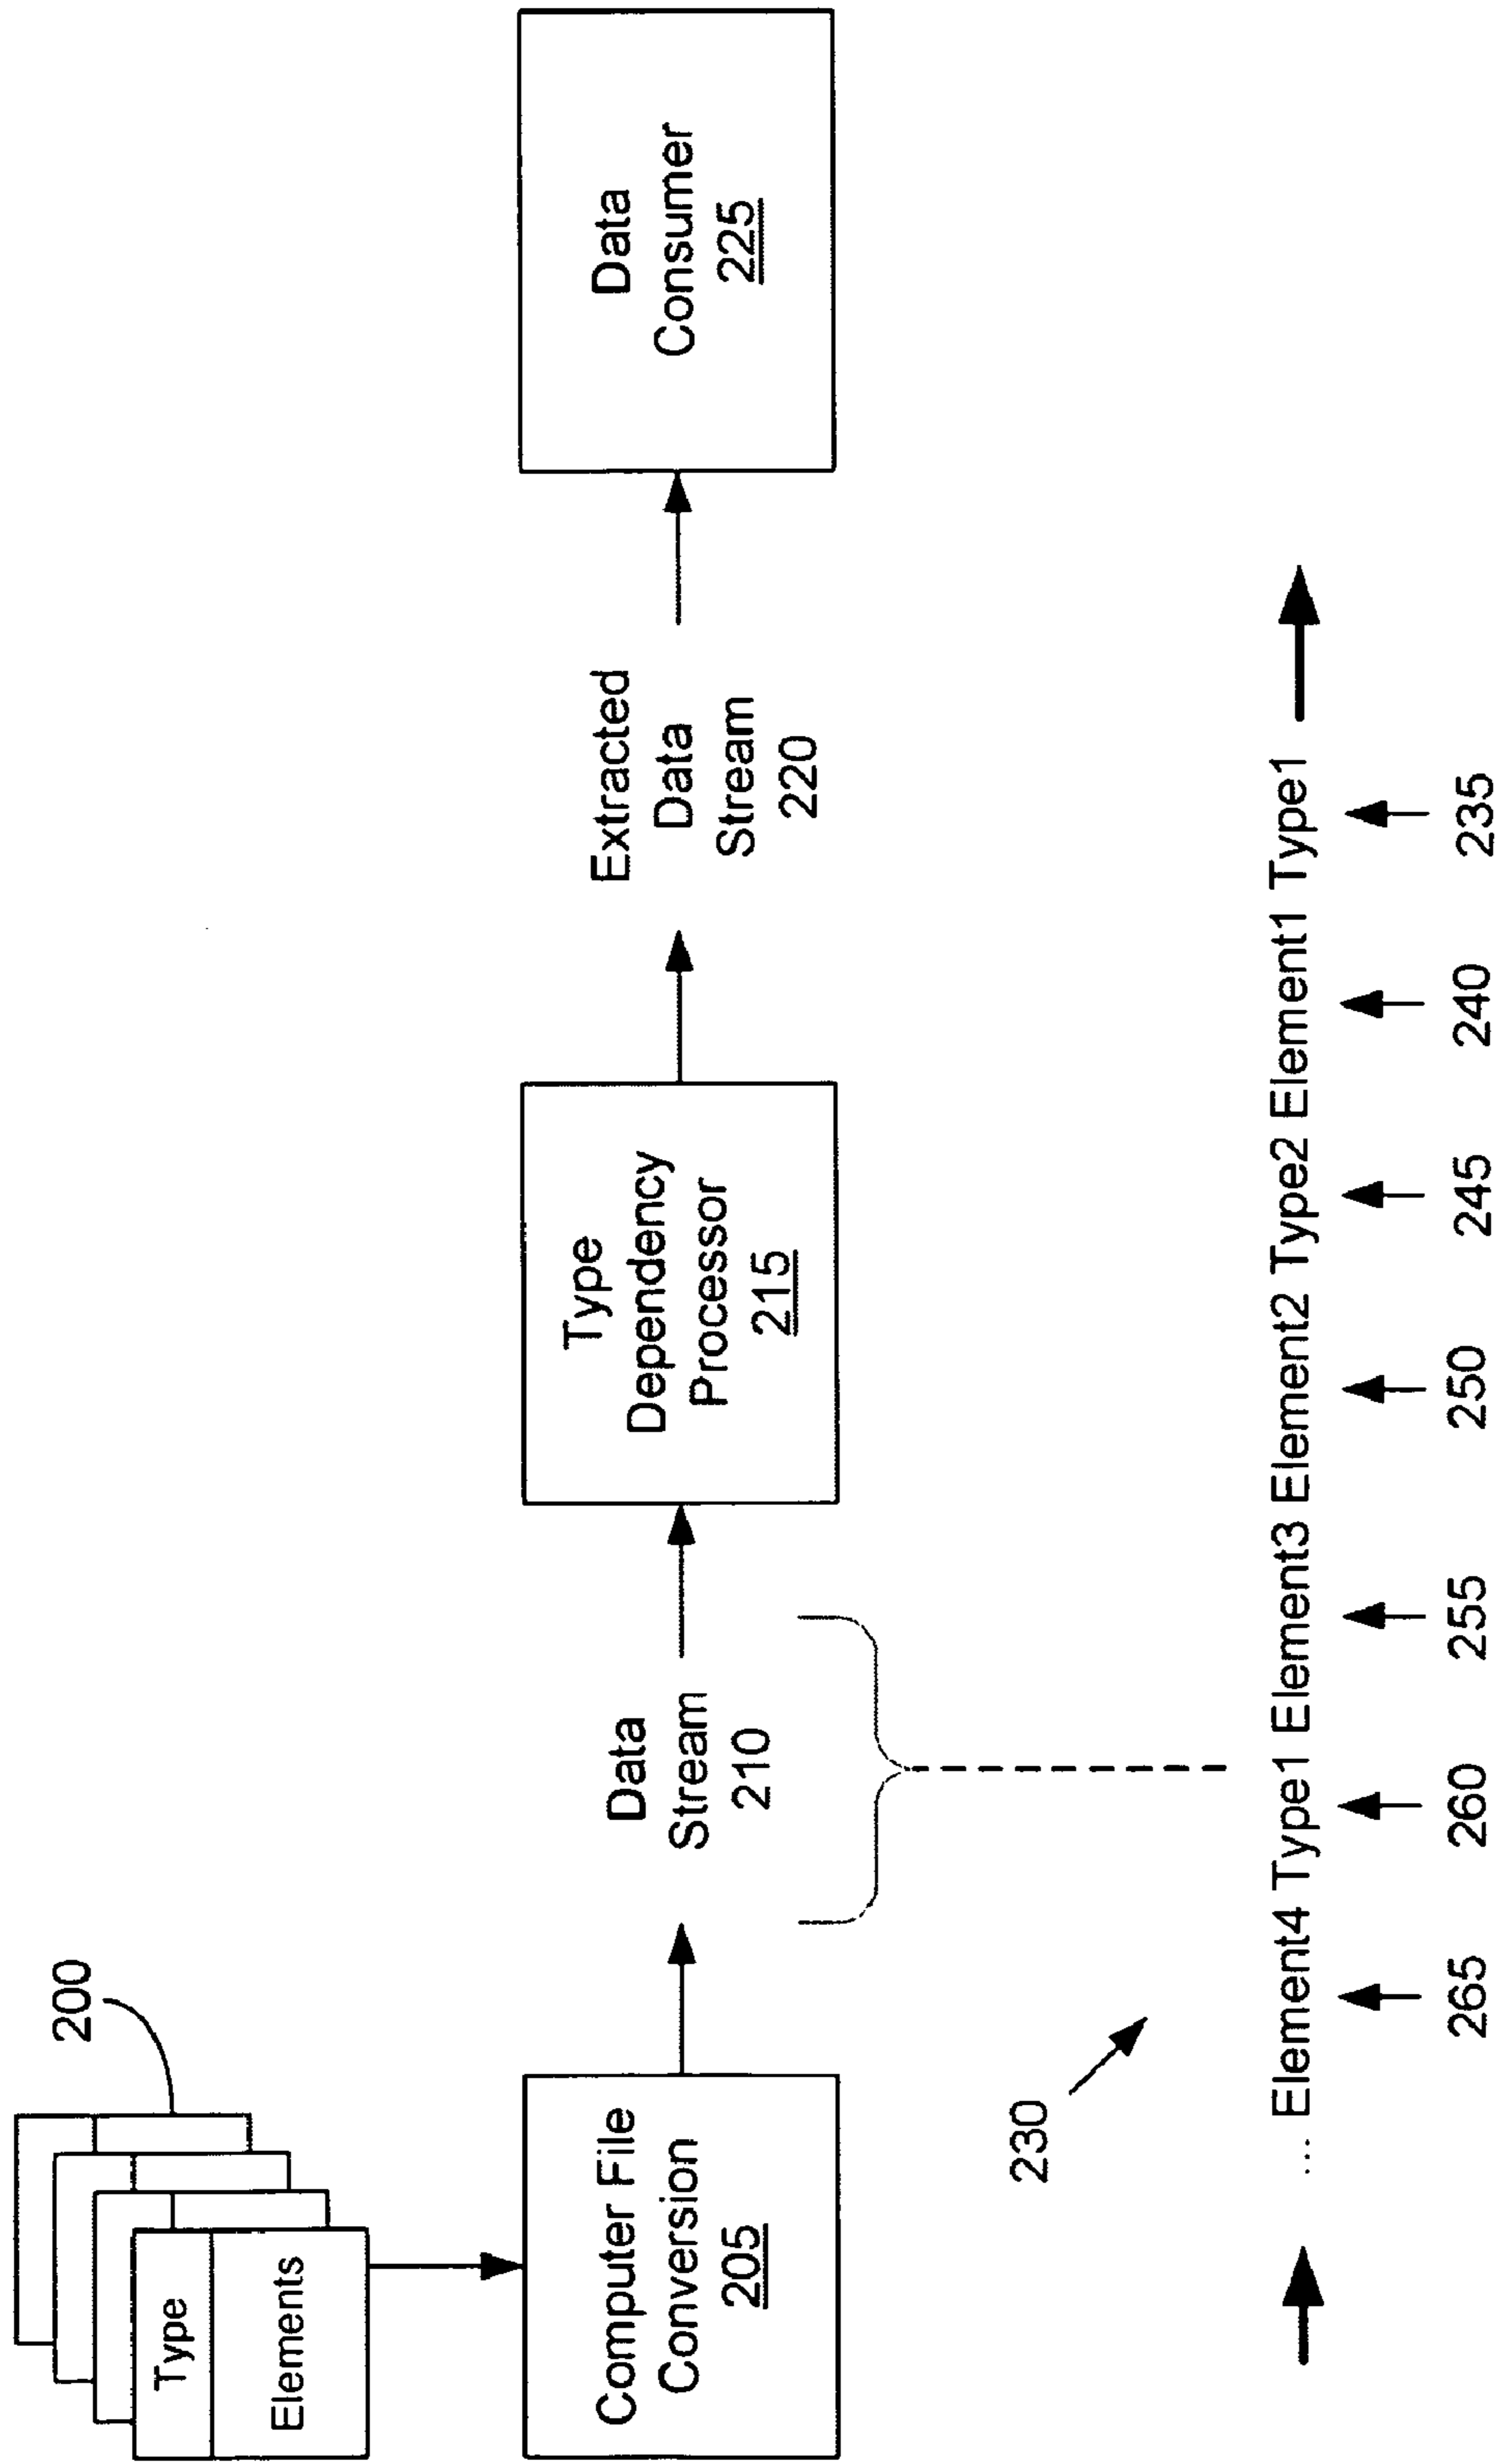 200
Type
Elements
Computer File
Conversion
205
Data
Stream
210
Type
Dependency
Processor
215
Extracted
Data
Stream
220
Data
Consumer
225
230
... Element4 Type1 Element3 Element2 Type2 Element1 Type1
265 260 255 250 245 240 235